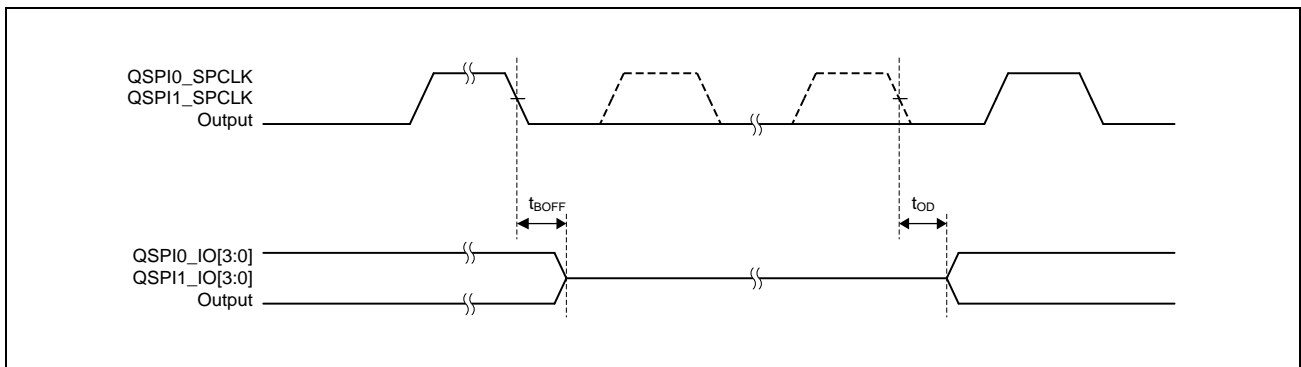 QSPI0_SPCLK
QSPI1_SPCLK
Output
tBOFF
tOD
QSPI0_IO[3:0]
QSPI1_IO[3:0]
Output